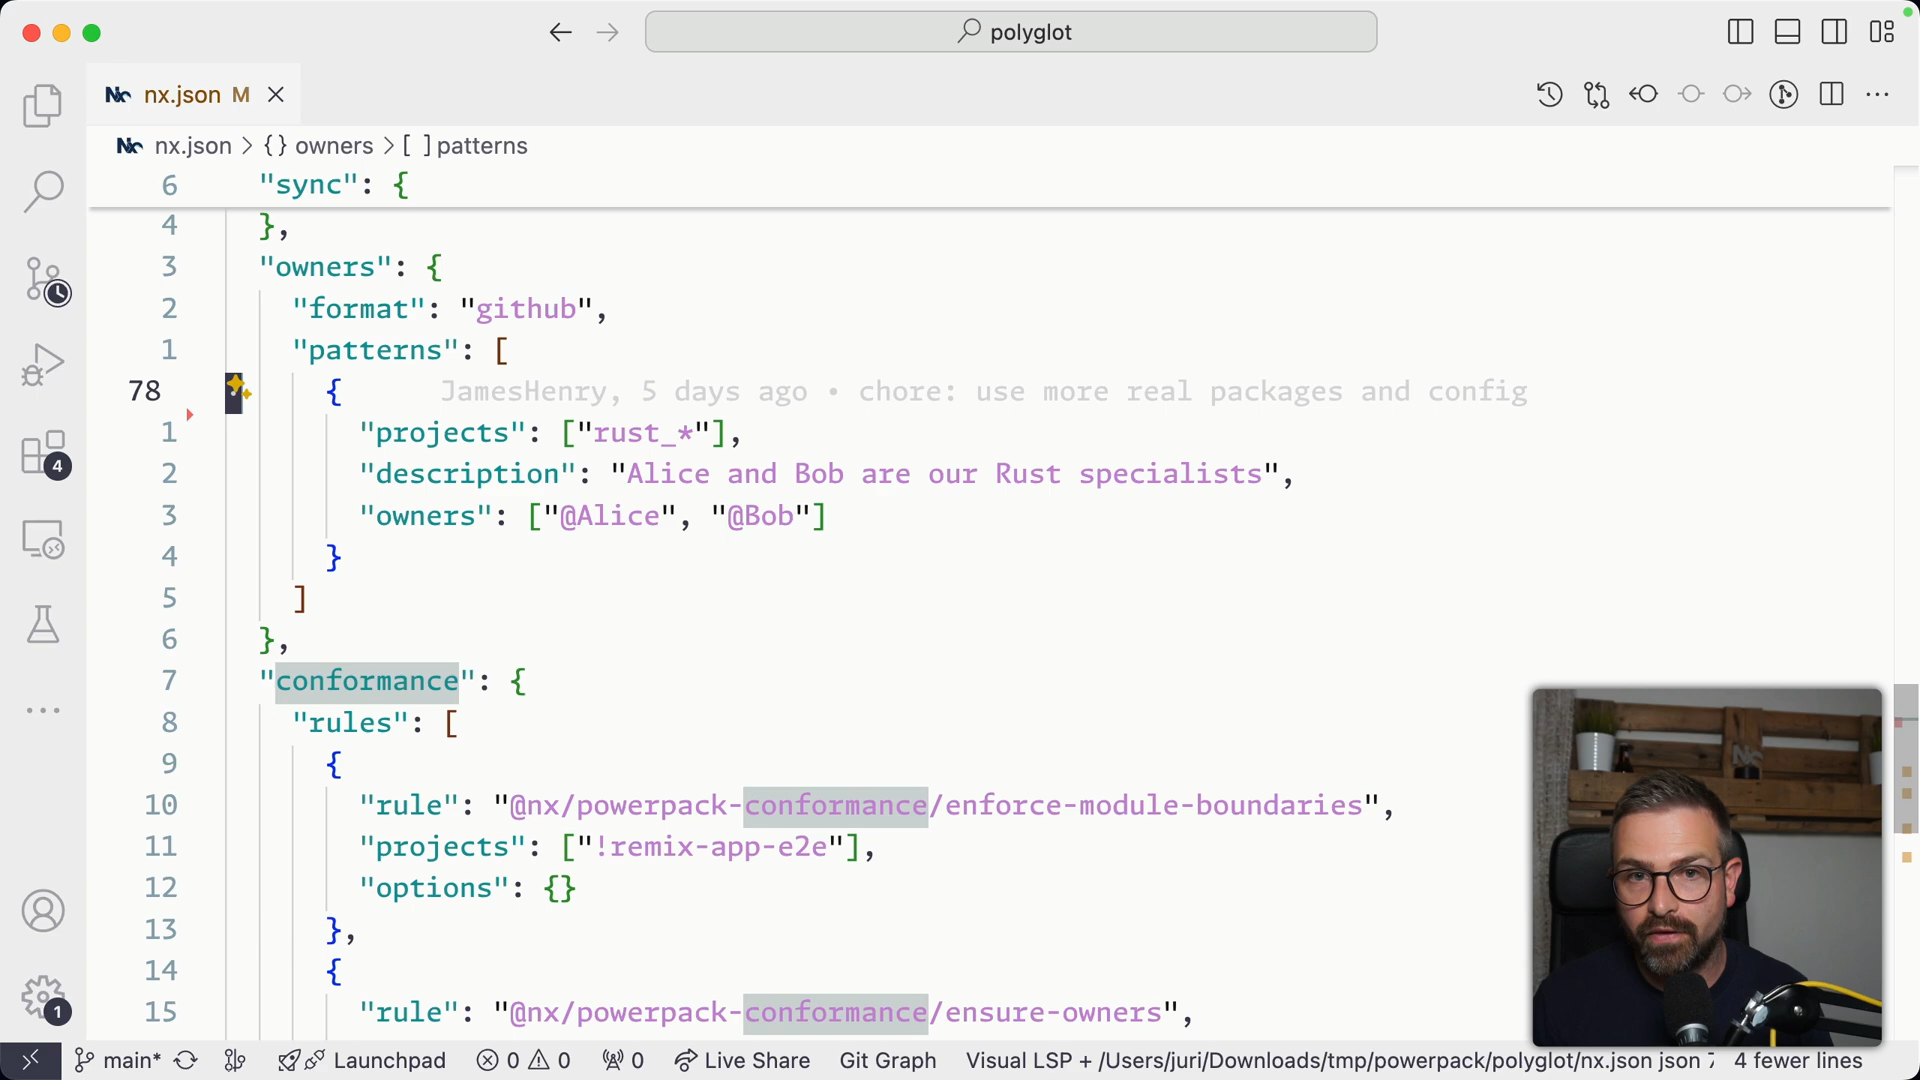 polyglot
nx.json M
nx.json > {} owners > [ ] patterns
6 "sync": {
4 },
3 "owners": {
2 "format": "github",
1 "patterns": [
78 { JamesHenry, 5 days ago • chore: use more real packages and config
1 "projects": ["rust_*"],
2 "description": "Alice and Bob are our Rust specialists",
3 "owners": ["@Alice", "@Bob"]
4 }
5 ]
6 },
7 "conformance": {
8 "rules": [
9 {
10 "rule": "@nx/powerpack-conformance/enforce-module-boundaries",
11 "projects": ["!remix-app-e2e"],
12 "options": {}
13 },
14 {
15 "rule": "@nx/powerpack-conformance/ensure-owners",
4
1
main* Launchpad 0 0 0 Live Share Git Graph Visual LSP + /Users/juri/Downloads/tmp/powerpack/polyglot/nx.json json 4 fewer lines